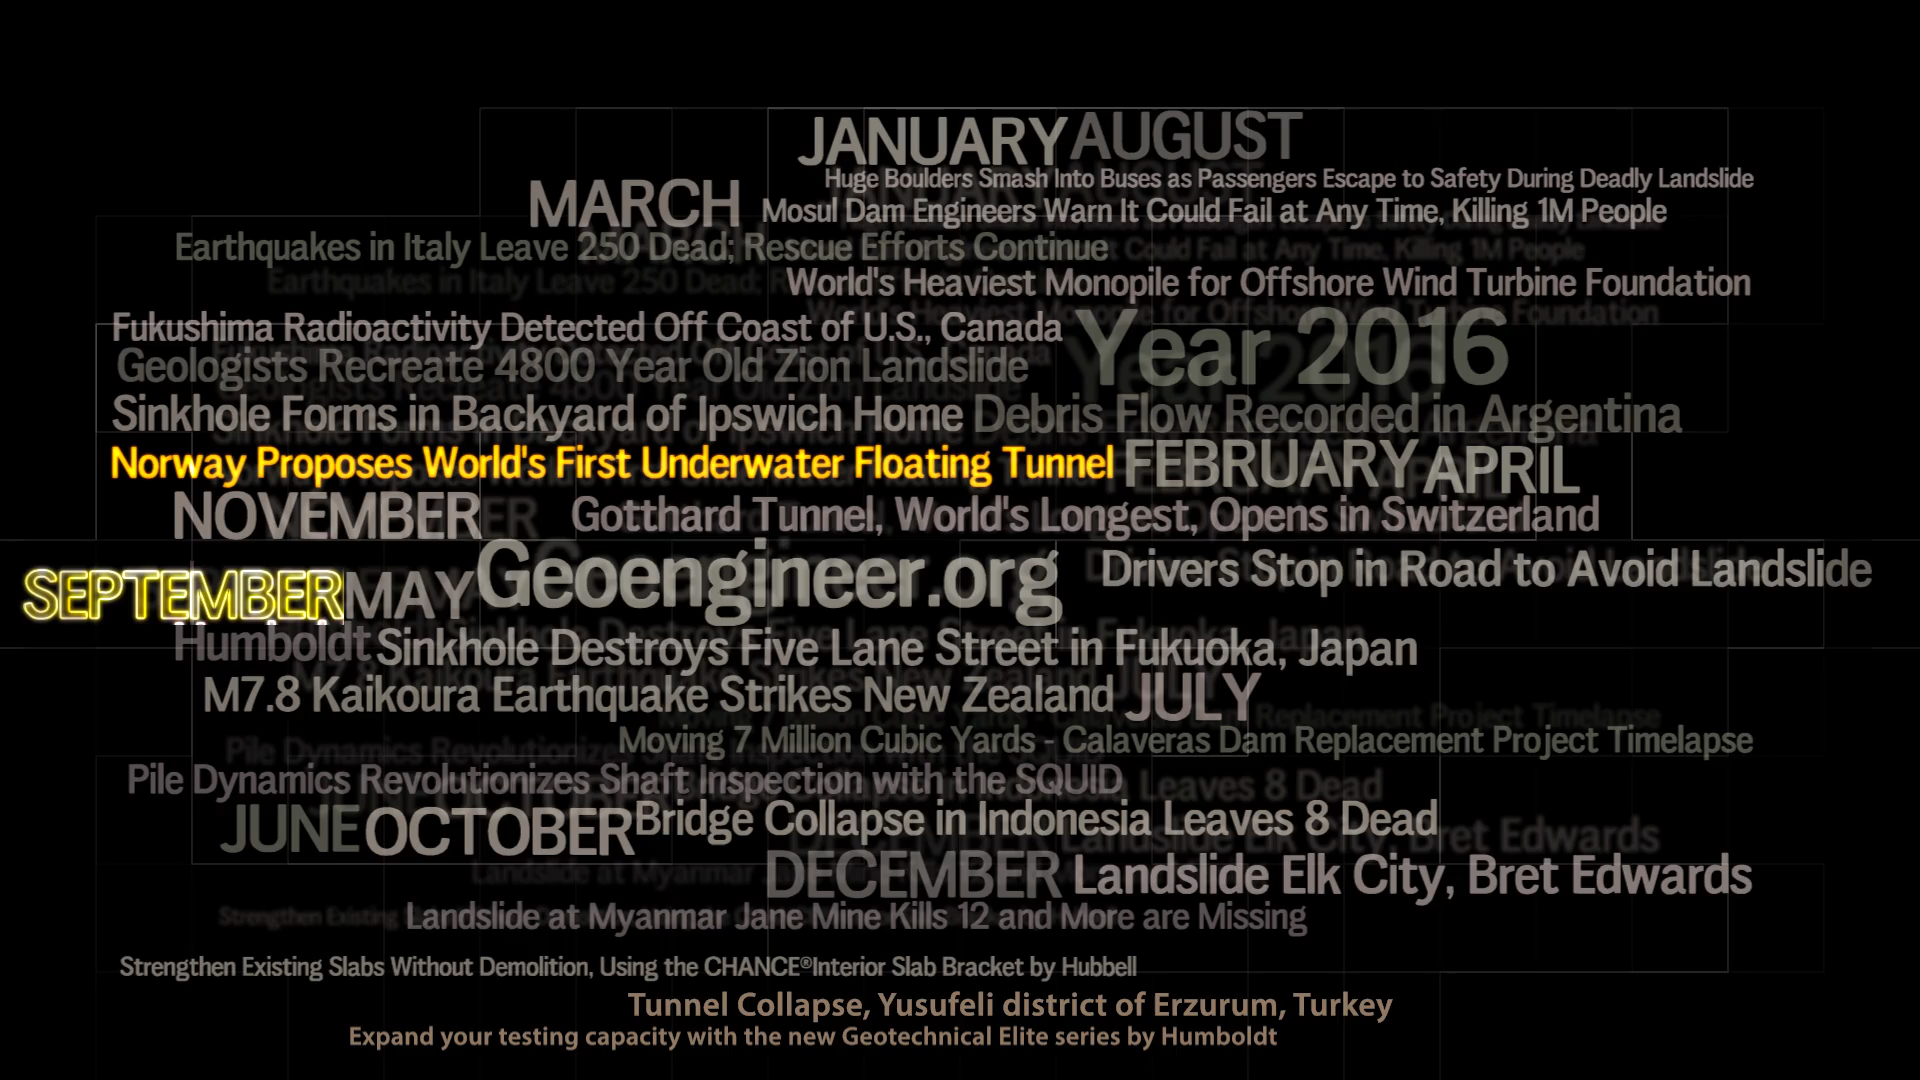 JANUARY AUGUST
Huge Boulders Smash Into Buses as Passengers Escape to Safety During Deadly Landslide
MARCH Mosul Dam Engineers Warn It Could Fail at Any Time, Killing 1M People
Earthquakes in Italy Leave 250 Dead; Rescue Efforts Continue
World's Heaviest Monopile for Offshore Wind Turbine Foundation
Fukushima Radioactivity Detected Off Coast of U.S., Canada
Year 2016
Geologists Recreate 4800 Year Old Zion Landslide
Sinkhole Forms in Backyard of Ipswich Home Debris Flow Recorded in Argentina
Norway Proposes World's First Underwater Floating Tunnel FEBRUARY APRIL
NOVEMBER Gotthard Tunnel, World's Longest, Opens in Switzerland
SEPTEMBER MAY Geoengineer.org Drivers Stop in Road to Avoid Landslide
Humboldt Sinkhole Destroys Five Lane Street in Fukuoka, Japan
M7.8 Kaikoura Earthquake Strikes New Zealand JULY
Moving 7 Million Cubic Yards - Calaveras Dam Replacement Project Timelapse
Pile Dynamics Revolutionizes Shaft Inspection with the SQUID
JUNE OCTOBER Bridge Collapse in Indonesia Leaves 8 Dead
DECEMBER Landslide Elk City, Bret Edwards
Landslide at Myanmar Jane Mine Kills 12 and More are Missing
Strengthen Existing Slabs Without Demolition, Using the CHANCE®Interior Slab Bracket by Hubbell
Tunnel Collapse, Yusufeli district of Erzurum, Turkey
Expand your testing capacity with the new Geotechnical Elite series by Humboldt